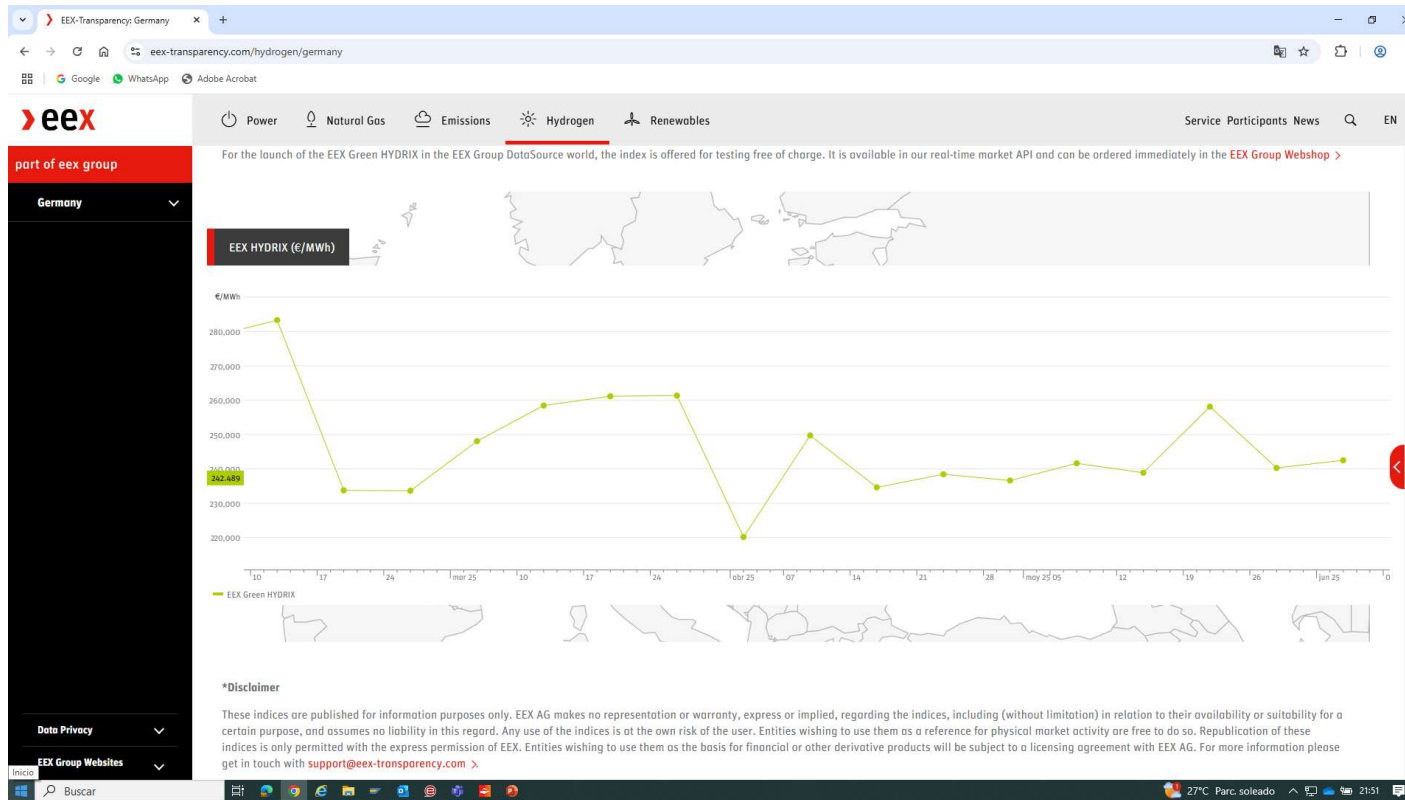 EEX-Transparency: Germany
eex-transparency.com/hydrogen/germany
Google WhatsApp Adobe Acrobat
eex
Power Natural Gas Emissions Hydrogen Renewables Service Participants News EN
part of eex group
For the launch of the EEX Green HYDRIX in the EEX Group DataSource world, the index is offered for testing free of charge. It is available in our real-time market API and can be ordered immediately in the EEX Group Webshop >
Germany
EEX HYDRIX (€/MWh)
€/MWh
280,000
270,000
260,000
250,000
240,000
242.489
230,000
220,000
10 17 24 mar 25 10 17 24 abr 25 07 14 21 28 may 25 05 12 19 26 jun 25 0
EEX Green HYDRIX
*Disclaimer
These indices are published for information purposes only. EEX AG makes no representation or warranty, express or implied, regarding the indices, including (without limitation) in relation to their availability or suitability for a
certain purpose, and assumes no liability in this regard. Any use of the indices is at the own risk of the user. Entities wishing to use them as a reference for physical market activity are free to do so. Republication of these
indices is only permitted with the express permission of EEX. Entities wishing to use them as the basis for financial or other derivative products will be subject to a licensing agreement with EEX AG. For more information please
get in touch with support@eex-transparency.com >.
Data Privacy
EEX Group Websites
Inicio
Buscar
27°C Parc. soleado 21:51